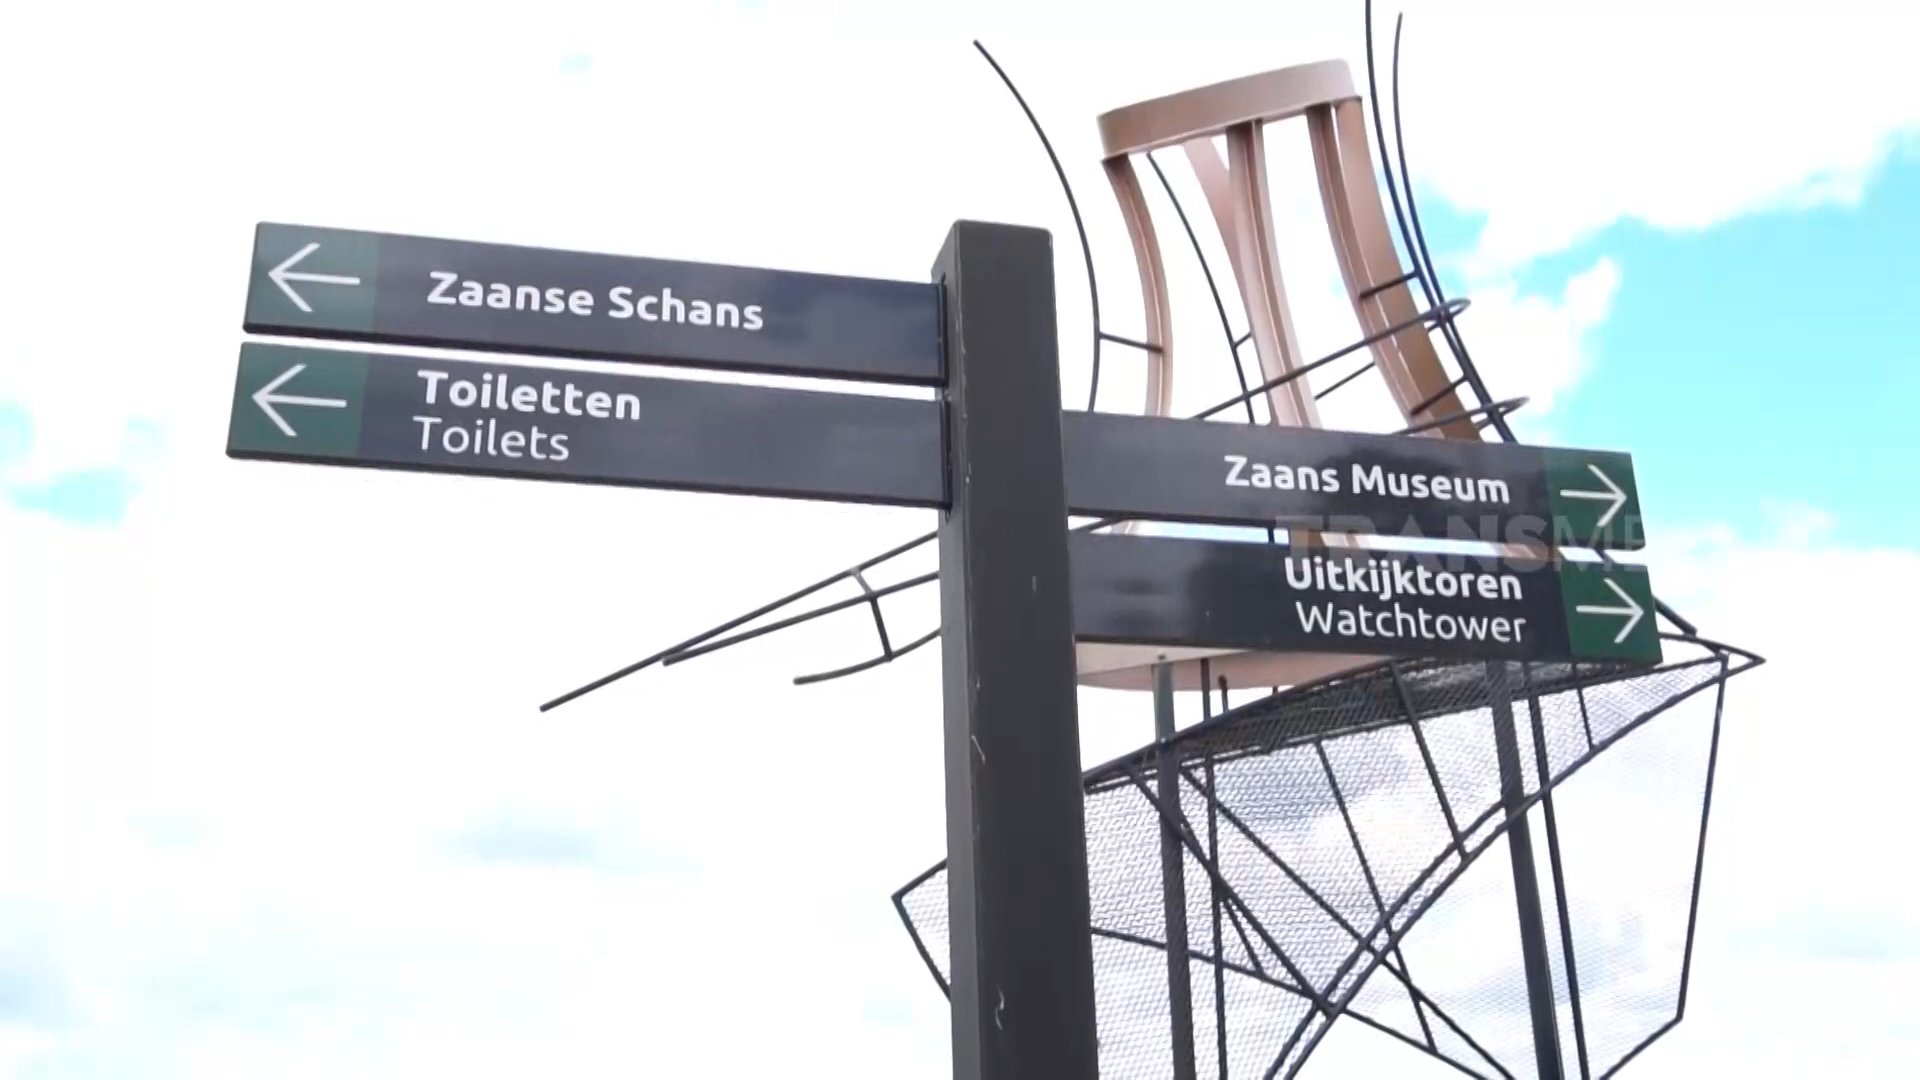 Zaanse Schans
Toiletten
Toilets
Zaans Museum
Uitkijktoren
Watchtower